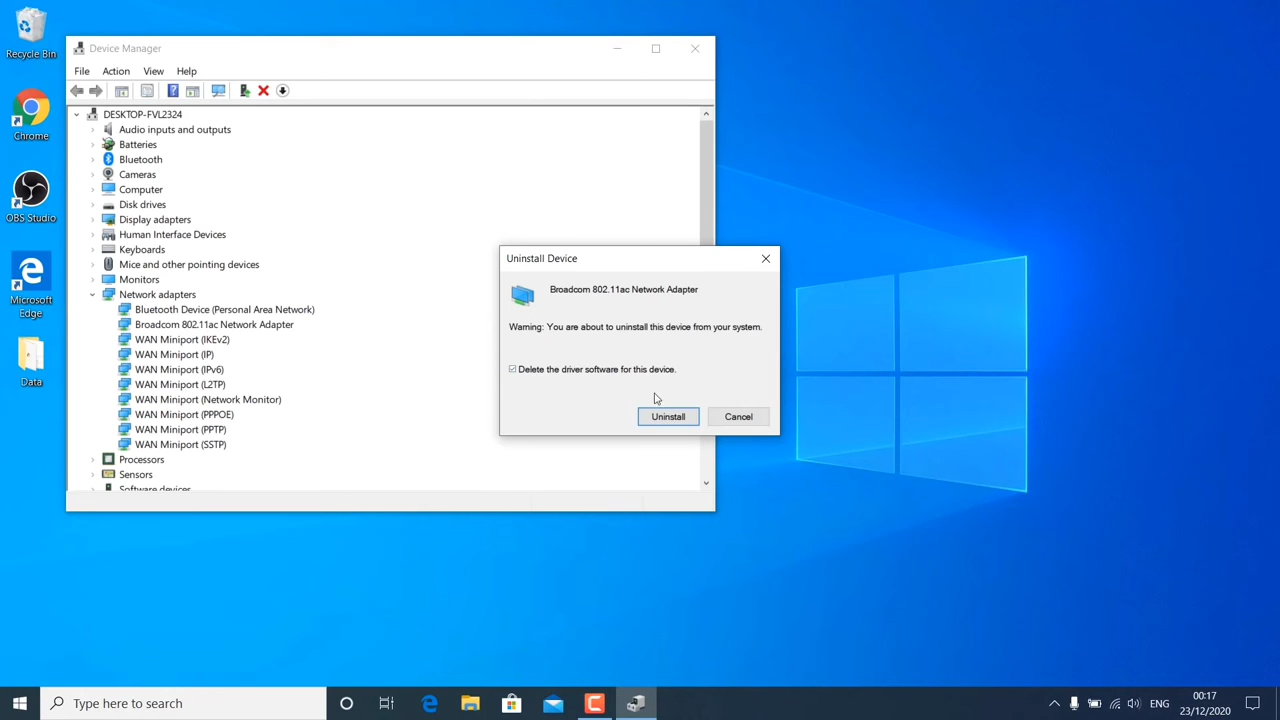 Recycle Bin
Chrome
OBS Studio
Microsoft
Edge
Data
Device Manager
File Action View Help
DESKTOP-FVL2324
Audio inputs and outputs
Batteries
Bluetooth
Cameras
Computer
Disk drives
Display adapters
Human Interface Devices
Keyboards
Mice and other pointing devices
Monitors
Network adapters
Bluetooth Device (Personal Area Network)
Broadcom 802.11ac Network Adapter
WAN Miniport (IKEv2)
WAN Miniport (IP)
WAN Miniport (IPv6)
WAN Miniport (L2TP)
WAN Miniport (Network Monitor)
WAN Miniport (PPPOE)
WAN Miniport (PPTP)
WAN Miniport (SSTP)
Processors
Sensors
Software devices
Uninstall Device
Broadcom 802.11ac Network Adapter
Warning: You are about to uninstall this device from your system.
Delete the driver software for this device.
Uninstall Cancel
Type here to search
ENG
00:17
23/12/2020